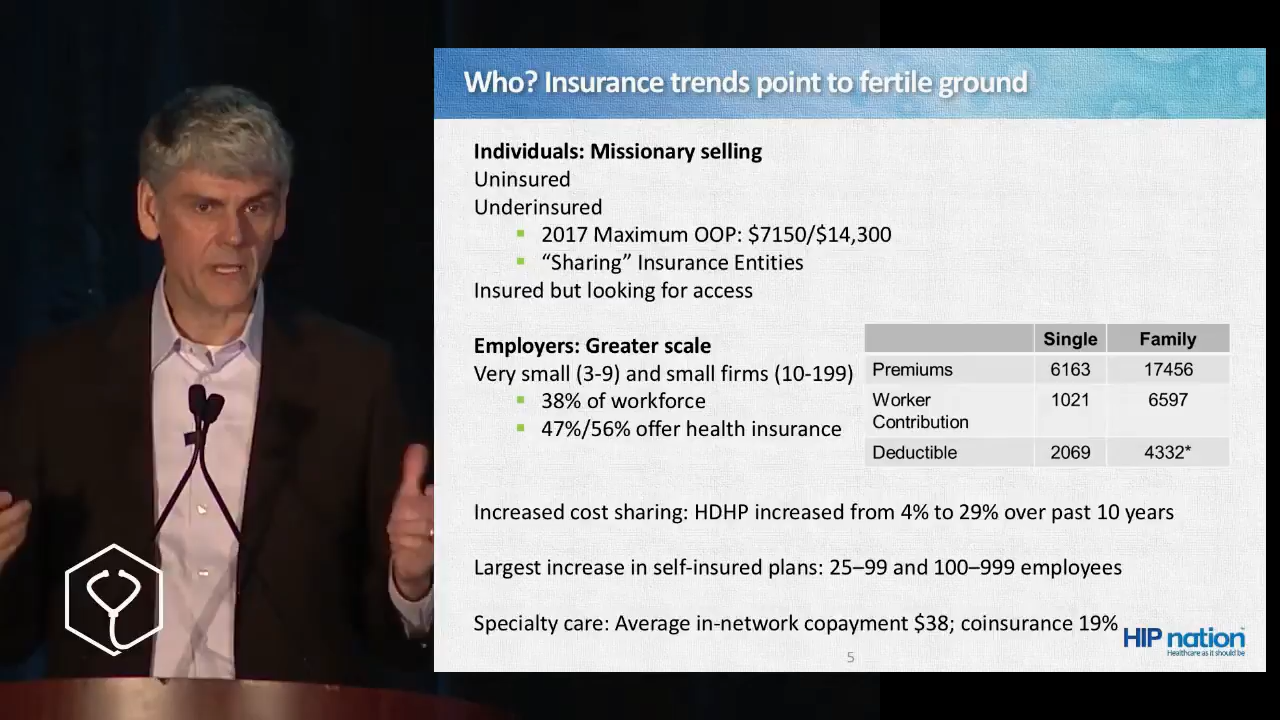 Who? Insurance trends point to fertile ground
Individuals: Missionary selling
Uninsured
Underinsured
▪ 2017 Maximum OOP: $7150/$14,300
▪ “Sharing” Insurance Entities
Insured but looking for access
Employers: Greater scale
Very small (3-9) and small firms (10-199)
▪ 38% of workforce
▪ 47%/56% offer health insurance
Single Family
Premiums 6163 17456
Worker 1021 6597
Contribution
Deductible 2069 4332*
Increased cost sharing: HDHP increased from 4% to 29% over past 10 years
Largest increase in self-insured plans: 25–99 and 100–999 employees
Specialty care: Average in-network copayment $38; coinsurance 19%
HIP nation
Healthcare as it should be
5